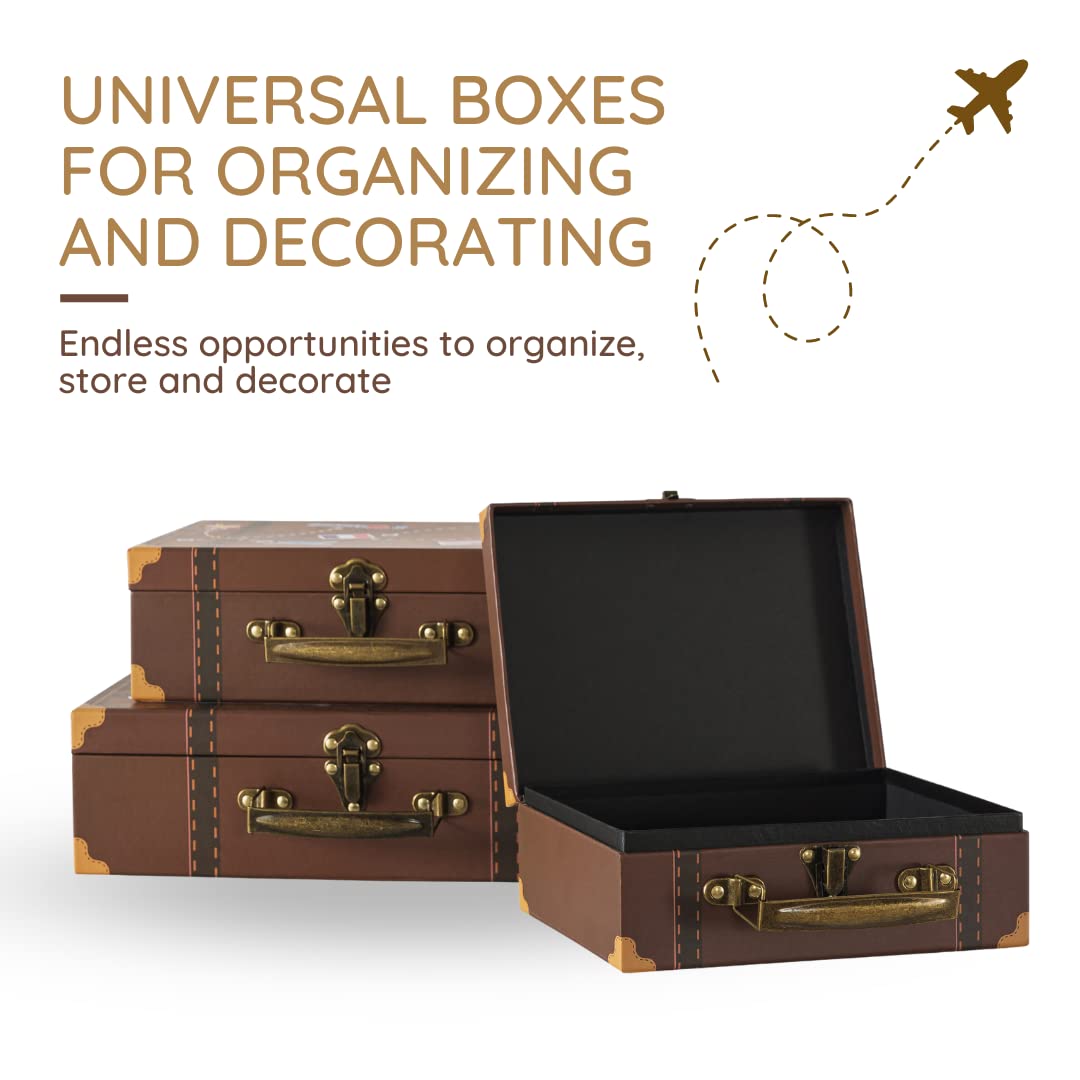 UNIVERSAL BOXES
FOR ORGANIZING
AND DECORATING
Endless opportunities to organize,
store and decorate